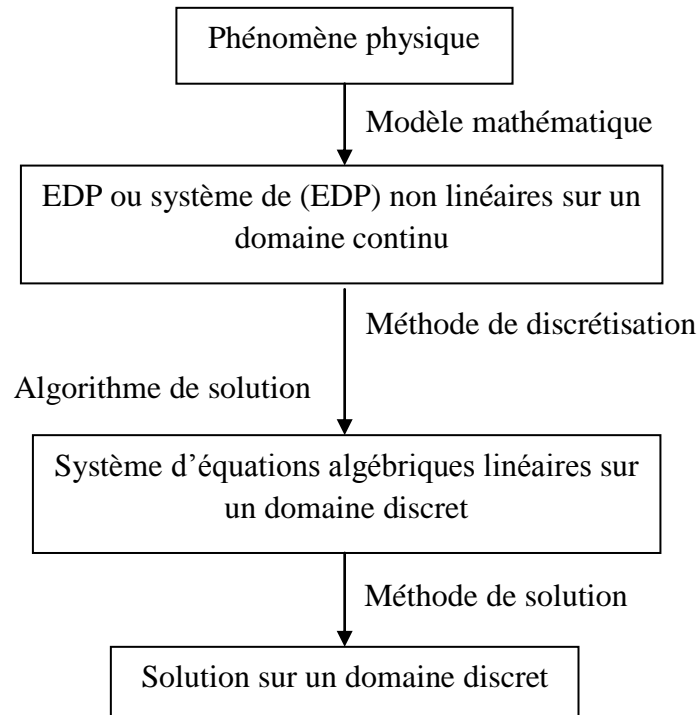 Phénomène physique
Modèle mathématique
EDP ou système de (EDP) non linéaires sur un
domaine continu
Méthode de discrétisation
Algorithme de solution
Système d’équations algébriques linéaires sur
un domaine discret
Méthode de solution
Solution sur un domaine discret